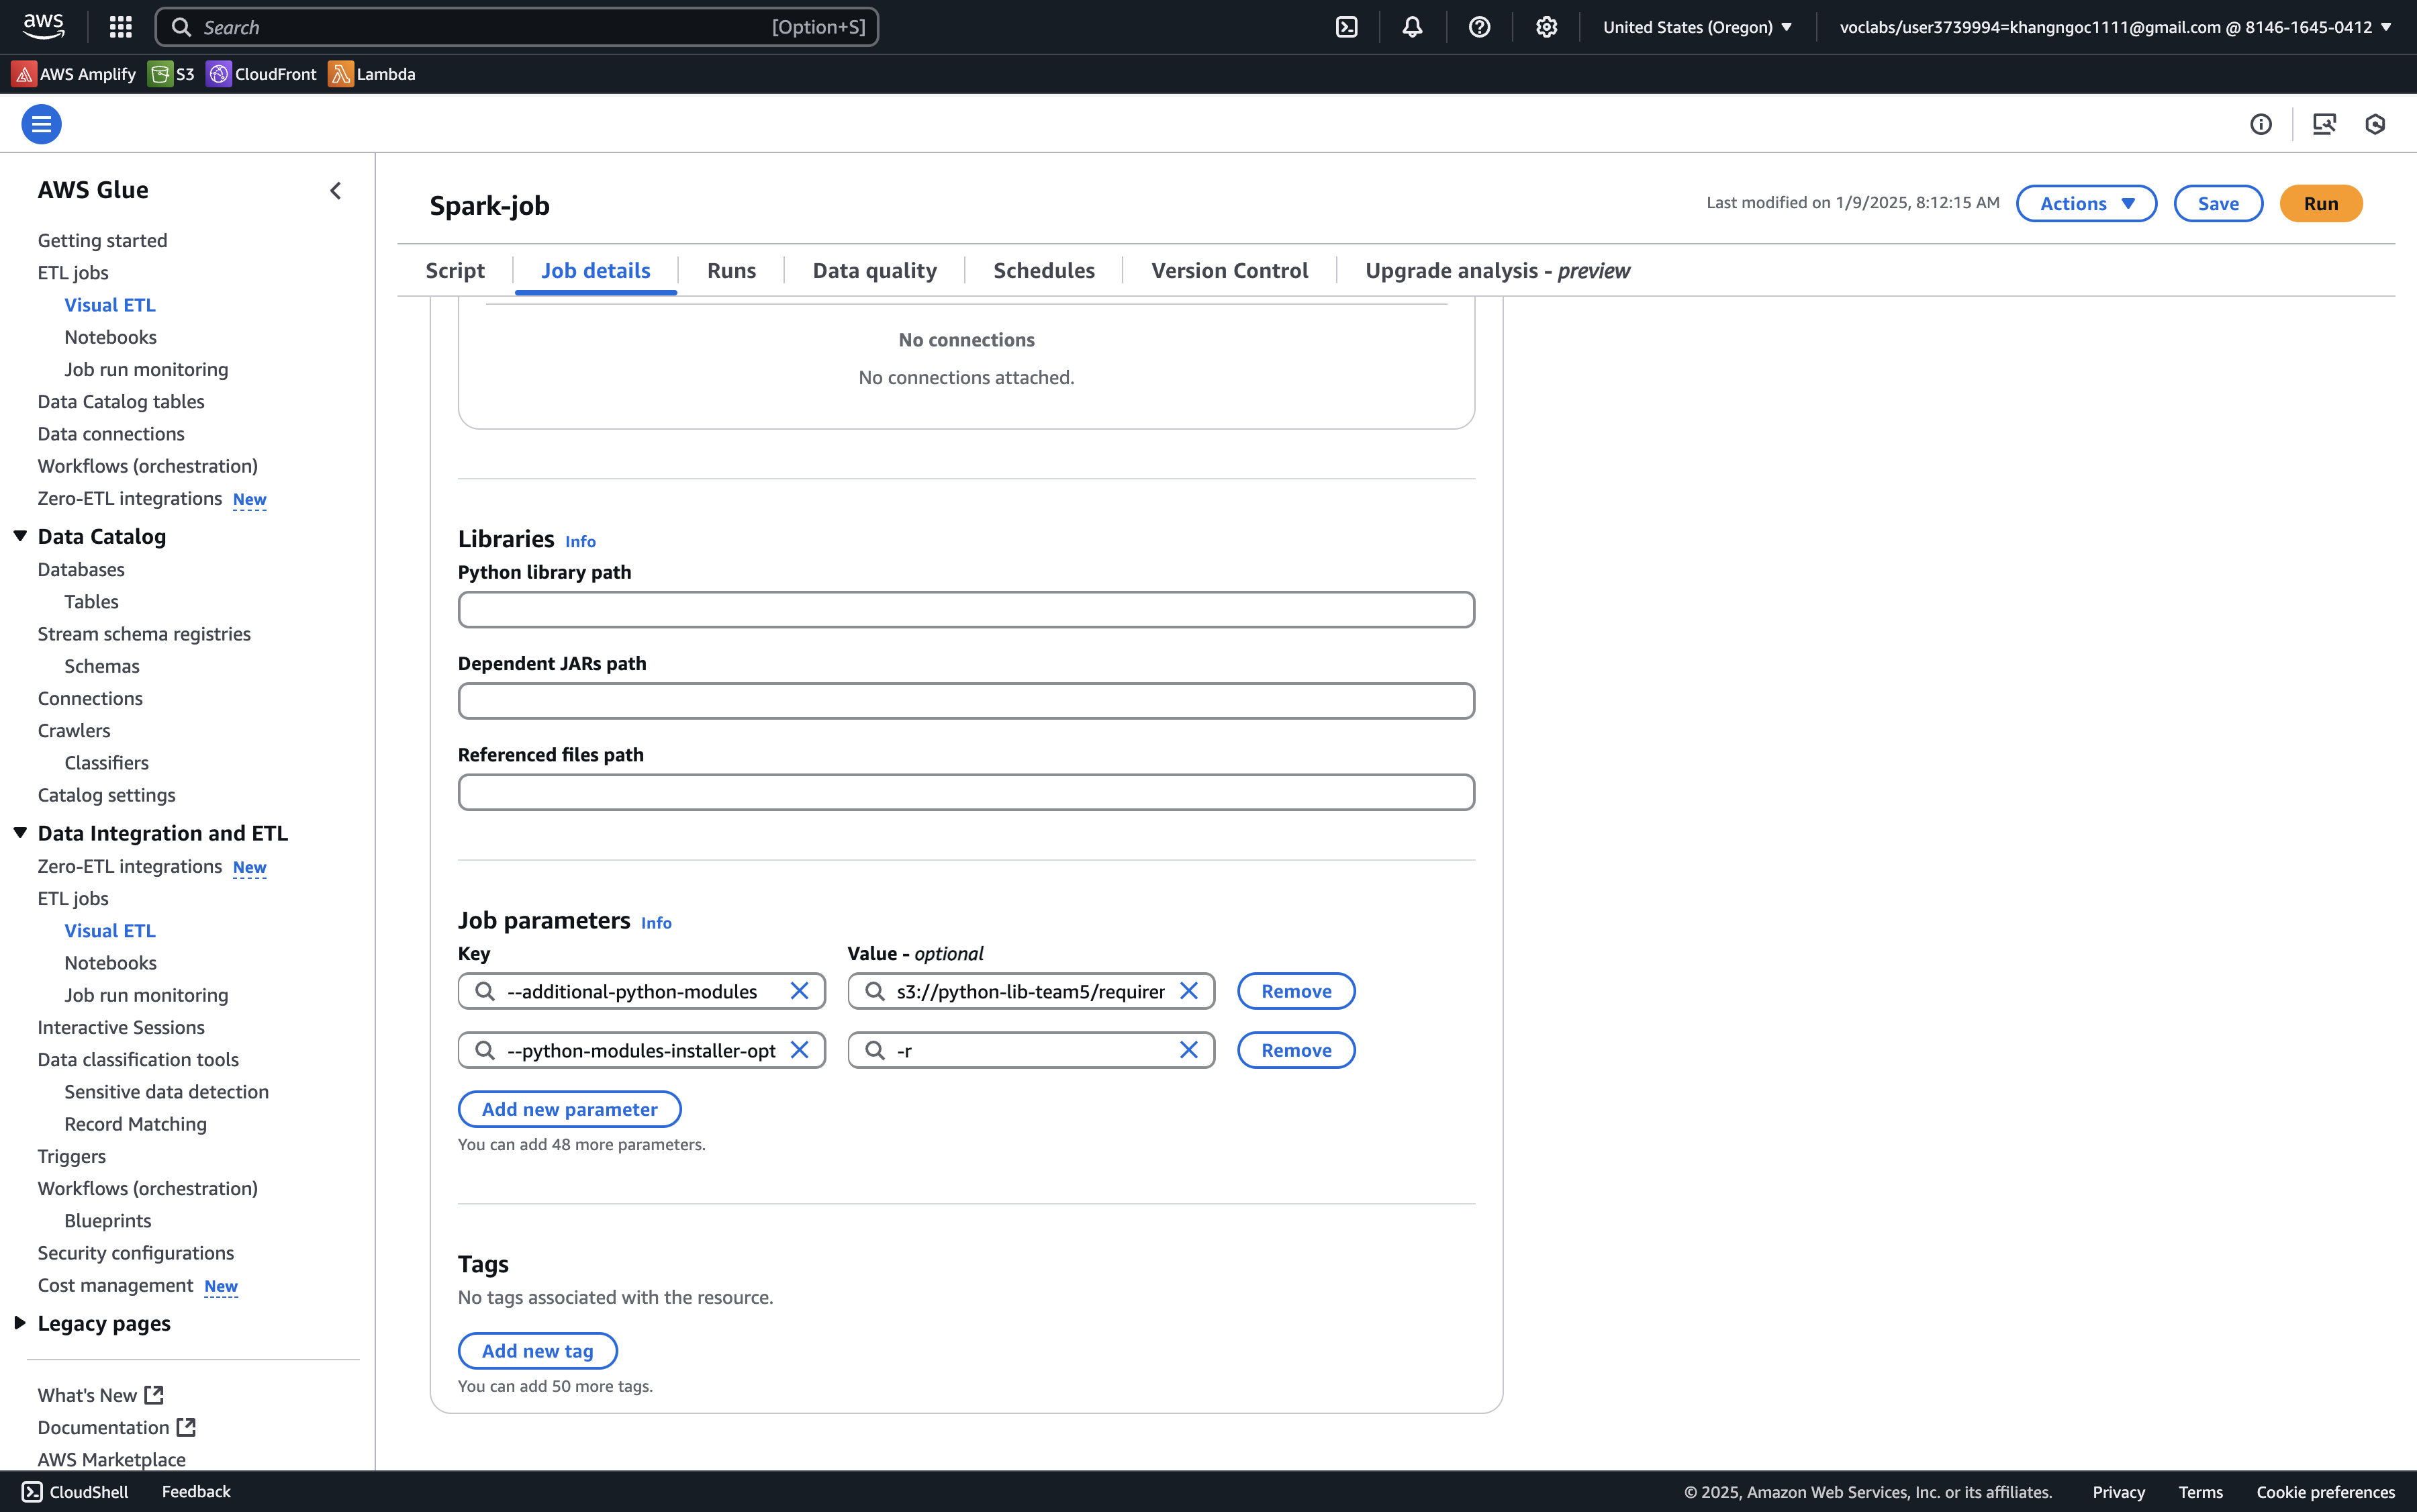 aws
Search
[Option+S]
United States (Oregon)
voclabs/user3739994=khangngoc1111@gmail.com @ 8146-1645-0412
AWS Amplify
S3
CloudFront
Lambda
AWS Glue
Getting started
ETL jobs
Visual ETL
Notebooks
Job run monitoring
Data Catalog tables
Data connections
Workflows (orchestration)
Zero-ETL integrations New
Data Catalog
Databases
Tables
Stream schema registries
Schemas
Connections
Crawlers
Classifiers
Catalog settings
Data Integration and ETL
Zero-ETL integrations New
ETL jobs
Visual ETL
Notebooks
Job run monitoring
Interactive Sessions
Data classification tools
Sensitive data detection
Record Matching
Triggers
Workflows (orchestration)
Blueprints
Security configurations
Cost management New
Legacy pages
What's New
Documentation
AWS Marketplace
Spark-job
Last modified on 1/9/2025, 8:12:15 AM
Actions
Save
Run
Script
Job details
Runs
Data quality
Schedules
Version Control
Upgrade analysis - preview
No connections
No connections attached.
Libraries Info
Python library path
Dependent JARs path
Referenced files path
Job parameters Info
Key
Value - optional
--additional-python-modules
s3://python-lib-team5/requirer
Remove
--python-modules-installer-opt
-r
Remove
Add new parameter
You can add 48 more parameters.
Tags
No tags associated with the resource.
Add new tag
You can add 50 more tags.
CloudShell
Feedback
© 2025, Amazon Web Services, Inc. or its affiliates.
Privacy
Terms
Cookie preferences